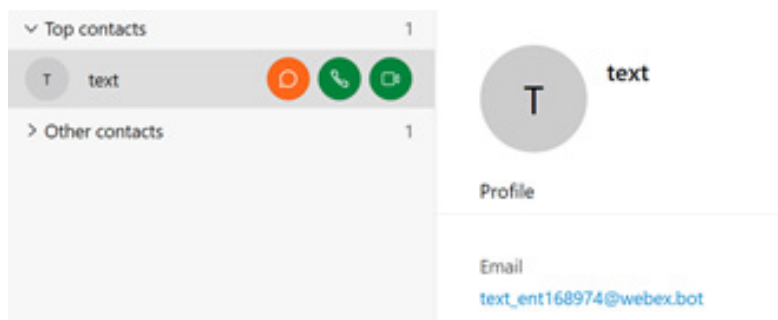 Top contacts 1
T text
Other contacts 1
T
text
Profile
Email
text_ent168974@webex.bot